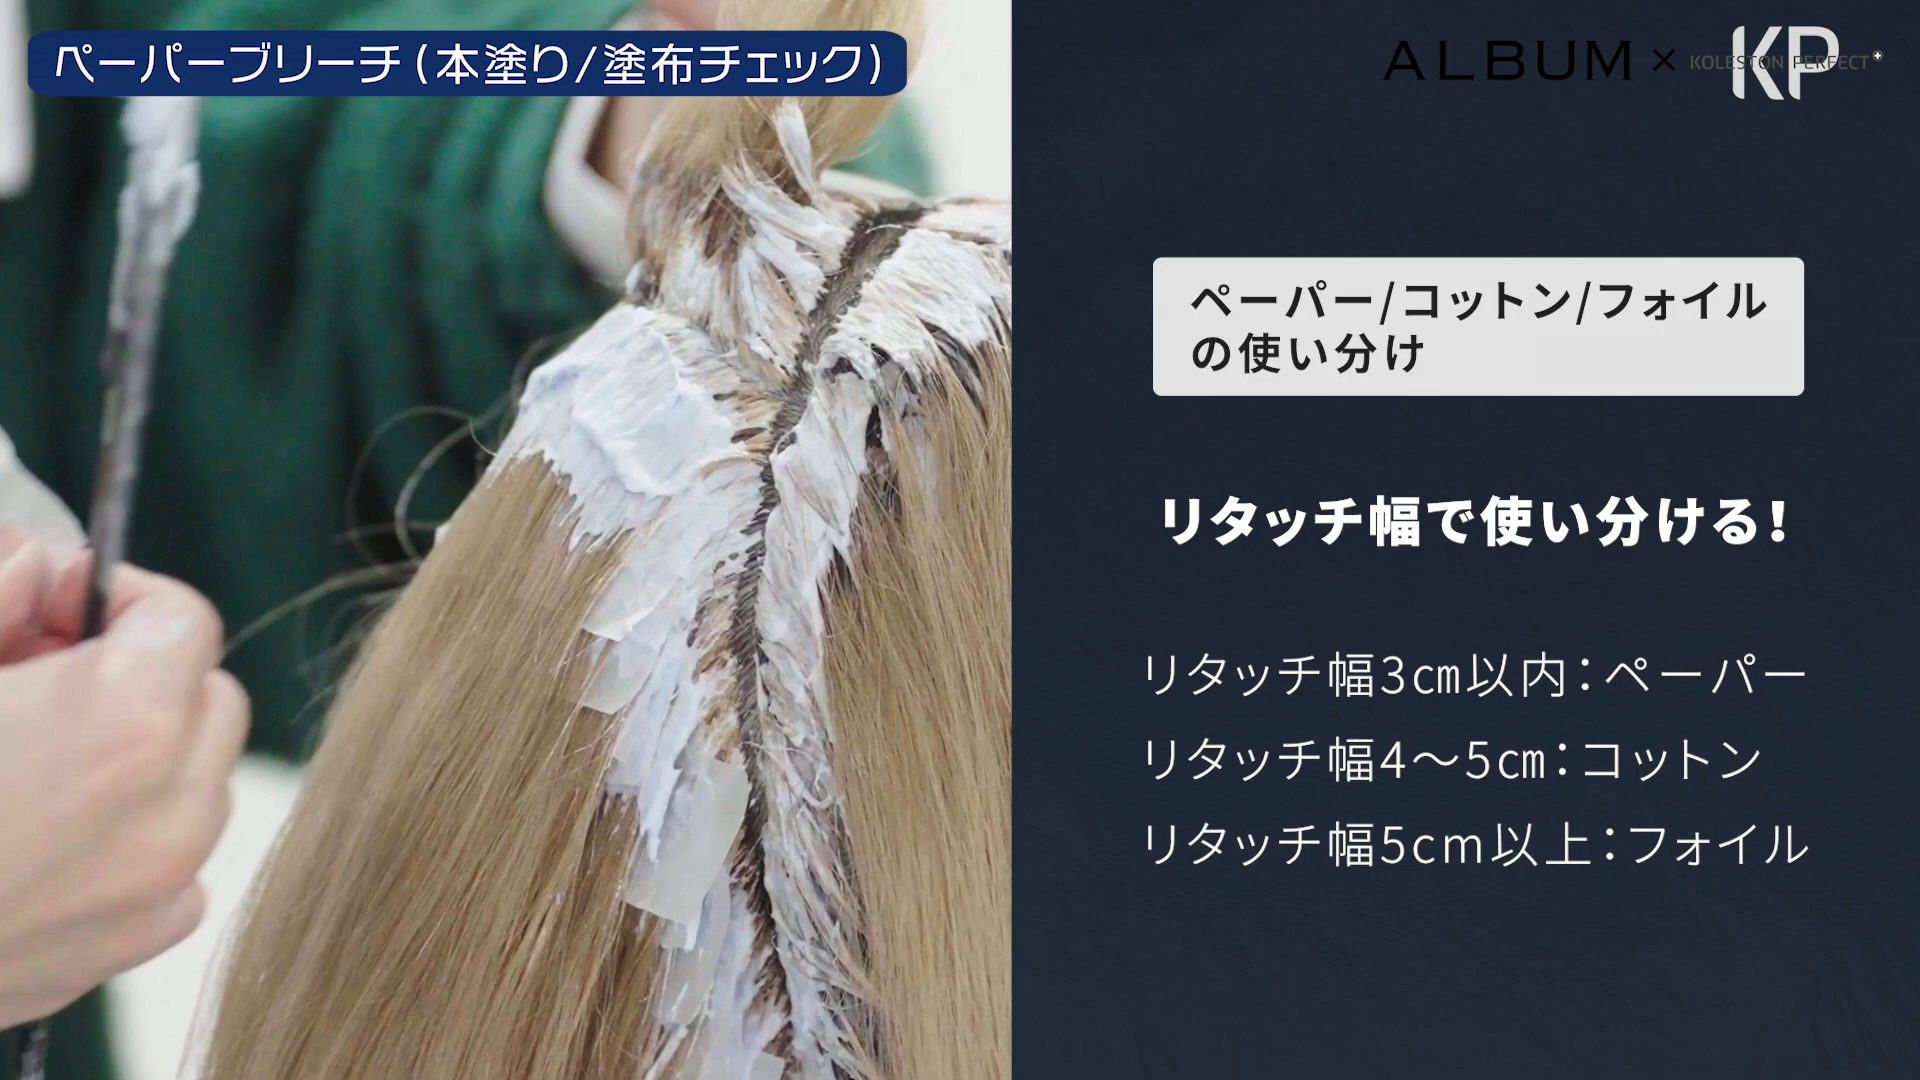 ペーパーブリーチ(本塗り/塗布チェック)
ALBUM × KP
KOLESTON PERFECT+
ペーパー/コットン/フォイル
の使い分け
リタッチ幅で使い分ける!
リタッチ幅3㎝以内:ペーパー
リタッチ幅4〜5㎝:コットン
リタッチ幅5cm以上:フォイル